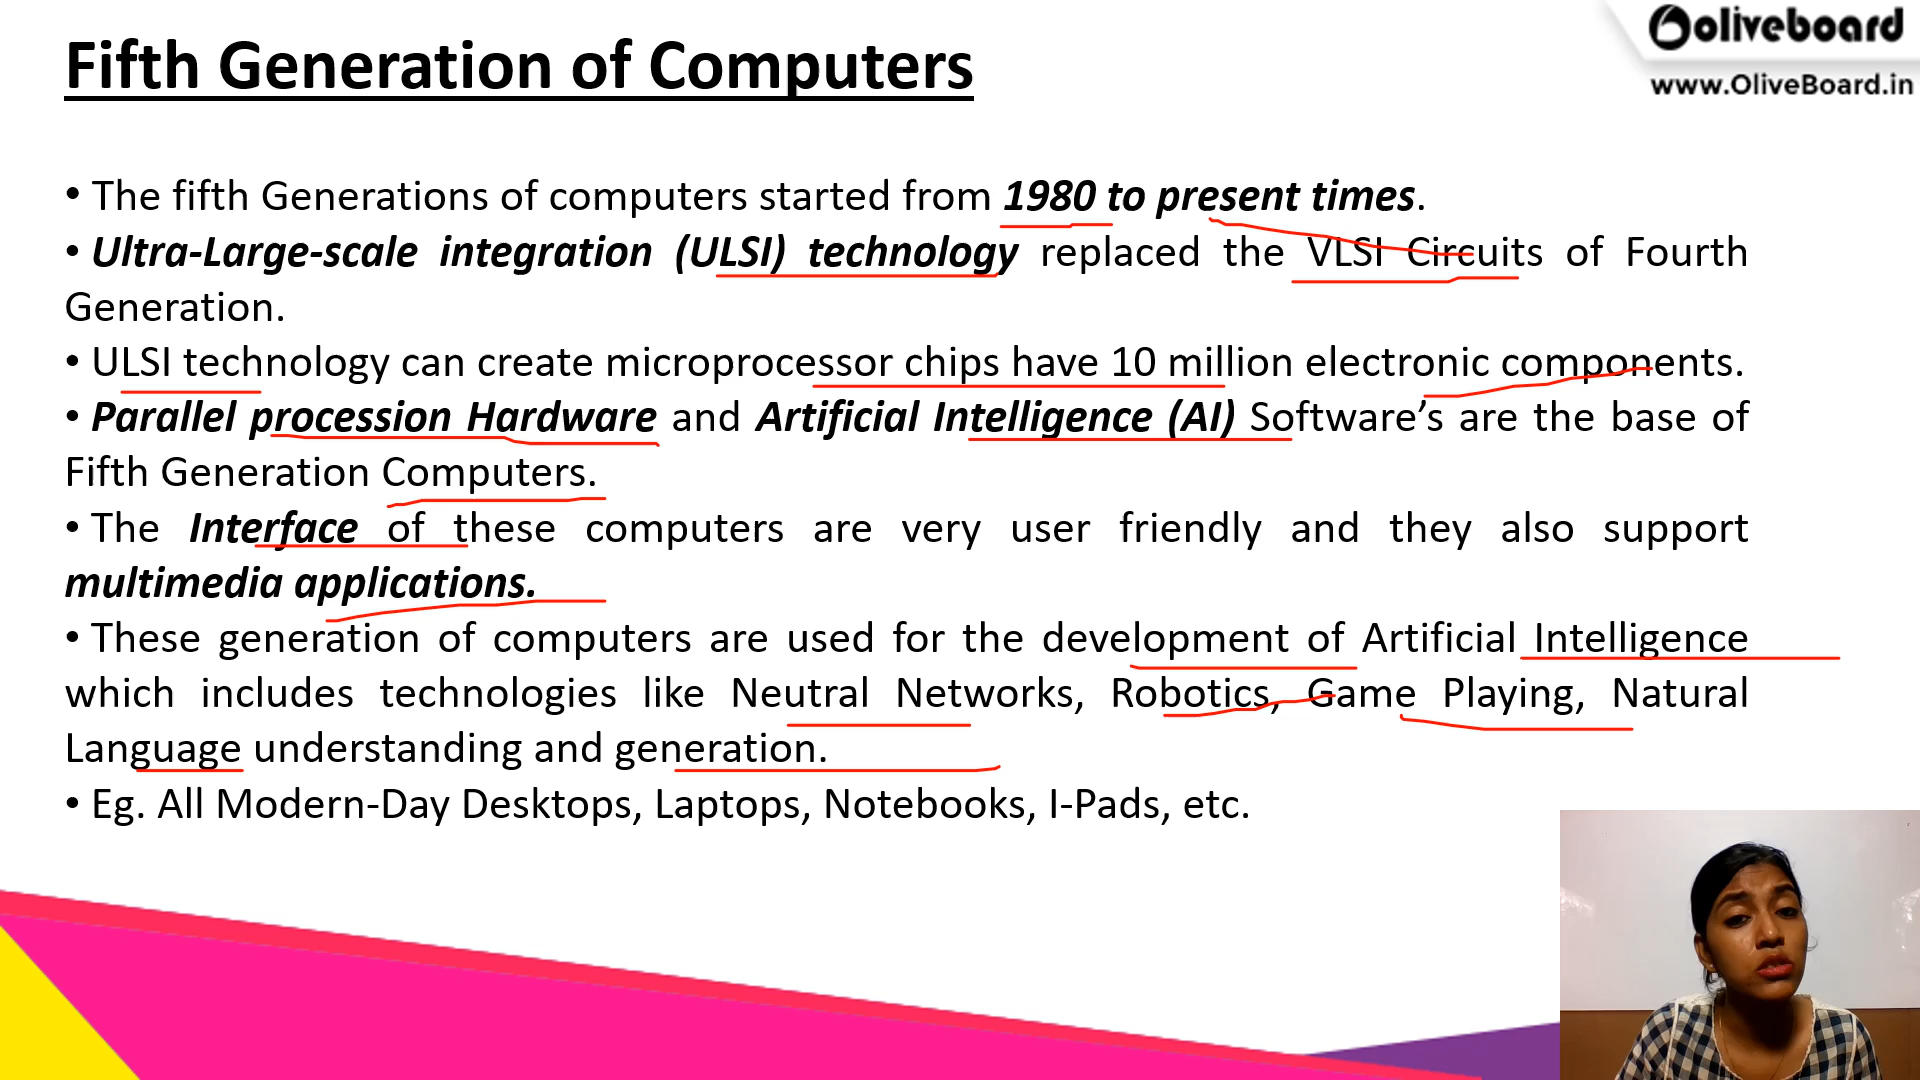 Fifth Generation of Computers
oliveboard
www.OliveBoard.in
• The fifth Generations of computers started from 1980 to present times.
• Ultra-Large-scale integration (ULSI) technology replaced the VLSI Circuits of Fourth
Generation.
• ULSI technology can create microprocessor chips have 10 million electronic components.
• Parallel procession Hardware and Artificial Intelligence (AI) Software’s are the base of
Fifth Generation Computers.
• The Interface of these computers are very user friendly and they also support
multimedia applications.
• These generation of computers are used for the development of Artificial Intelligence
which includes technologies like Neutral Networks, Robotics, Game Playing, Natural
Language understanding and generation.
• Eg. All Modern-Day Desktops, Laptops, Notebooks, I-Pads, etc.